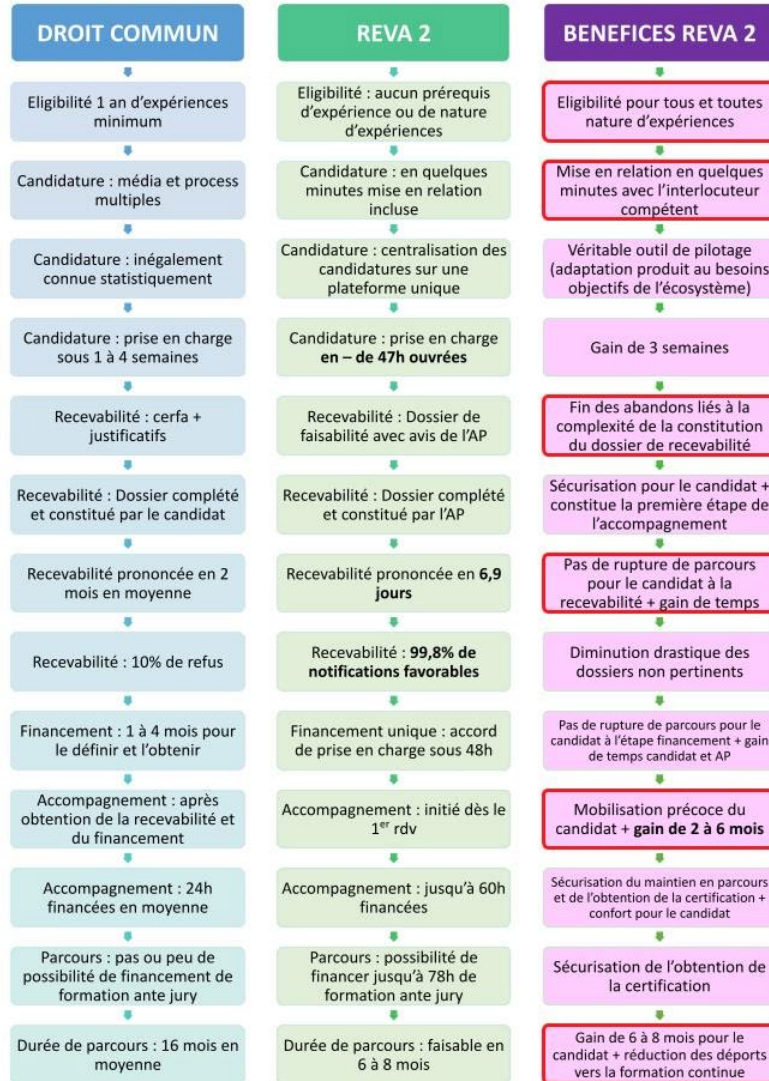 DROIT COMMUN
Eligibilité 1 an d'expériences
minimum
Candidature : média et process
multiples
Candidature : inégalement
connue statistiquement
Candidature : prise en charge
sous 1 à 4 semaines
Recevabilité : cerfa +
justificatifs
Recevabilité : Dossier complété
et constitué par le candidat
Recevabilité prononcée en 2
mois en moyenne
Recevabilité : 10% de refus
Financement : 1 à 4 mois pour
le définir et l'obtenir
Accompagnement : après
obtention de la recevabilité et
du financement
Accompagnement : 24h
financées en moyenne
Parcours : pas ou peu de
possibilité de financement de
formation ante jury
Durée de parcours : 16 mois en
moyenne
REVA 2
Eligibilité : aucun prérequis
d'expérience ou de nature
d'expériences
Candidature : en quelques
minutes mise en relation
incluse
Candidature : centralisation des
candidatures sur une
plateforme unique
Candidature : prise en charge
en – de 47h ouvrées
Recevabilité : Dossier de
faisabilité avec avis de l'AP
Recevabilité : Dossier complété
et constitué par l'AP
Recevabilité prononcée en 6,9
jours
Recevabilité : 99,8% de
notifications favorables
Financement unique : accord
de prise en charge sous 48h
Accompagnement : initié dès le
1er rdv
Accompagnement : jusqu'à 60h
financées
Parcours : possibilité de
financer jusqu'à 78h de
formation ante jury
Durée de parcours : faisable en
6 à 8 mois
BENEFICES REVA 2
Eligibilité pour tous et toutes
nature d'expériences
Mise en relation en quelques
minutes avec l'interlocuteur
compétent
Véritable outil de pilotage
(adaptation produit au besoins
objectifs de l'écosystème)
Gain de 3 semaines
Fin des abandons liés à la
complexité de la constitution
du dossier de recevabilité
Sécurisation pour le candidat +
constitue la première étape de
l'accompagnement
Pas de rupture de parcours
pour le candidat à la
recevabilité + gain de temps
Diminution drastique des
dossiers non pertinents
Pas de rupture de parcours pour le
candidat à l'étape financement + gain
de temps candidat et AP
Mobilisation précoce du
candidat + gain de 2 à 6 mois
Sécurisation du maintien en parcours
et de l'obtention de la certification +
confort pour le candidat
Sécurisation de l'obtention de
la certification
Gain de 6 à 8 mois pour le
candidat + réduction des déports
vers la formation continue